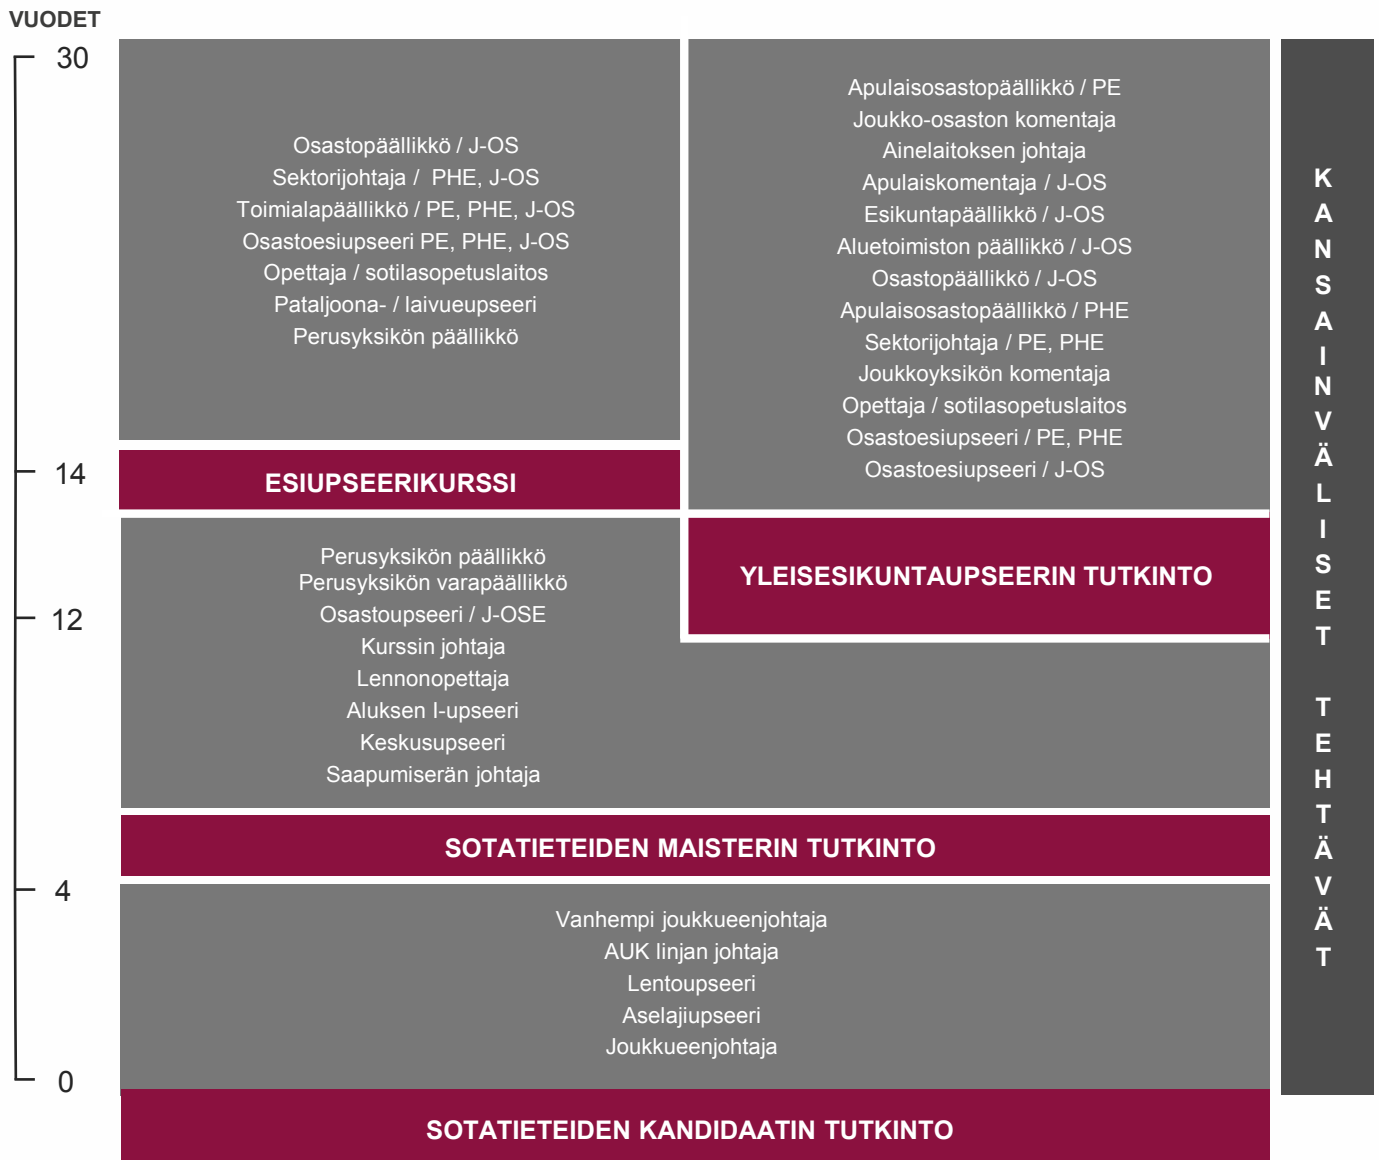 VUODET
30
14
12
4
0
Osastopäällikkö / J-OS
Sektorijohtaja /  PHE, J-OS
Toimialapäällikkö / PE, PHE, J-OS
Osastoesiupseeri PE, PHE, J-OS
Opettaja / sotilasopetuslaitos
Pataljoona- / laivueupseeri
Perusyksikön päällikkö
Apulaisosastopäällikkö / PE
Joukko-osaston komentaja
Ainelaitoksen johtaja
Apulaiskomentaja / J-OS
Esikuntapäällikkö / J-OS
Aluetoimiston päällikkö / J-OS
Osastopäällikkö / J-OS
Apulaisosastopäällikkö / PHE
Sektorijohtaja / PE, PHE
Joukkoyksikön komentaja
Opettaja / sotilasopetuslaitos
Osastoesiupseeri / PE, PHE
Osastoesiupseeri / J-OS
ESIUPSEERIKURSSI
Perusyksikön päällikkö
Perusyksikön varapäällikkö
Osastoupseeri / J-OSE
Kurssin johtaja
Lennonopettaja
Aluksen I-upseeri
Keskusupseeri
Saapumiserän johtaja
YLEISESIKUNTAUPSEERIN TUTKINTO
SOTATIETEIDEN MAISTERIN TUTKINTO
Vanhempi joukkueenjohtaja
AUK linjan johtaja
Lentoupseeri
Aselajiupseeri
Joukkueenjohtaja
SOTATIETEIDEN KANDIDAATIN TUTKINTO
KANSAINVÄLISET TEHTÄVÄT